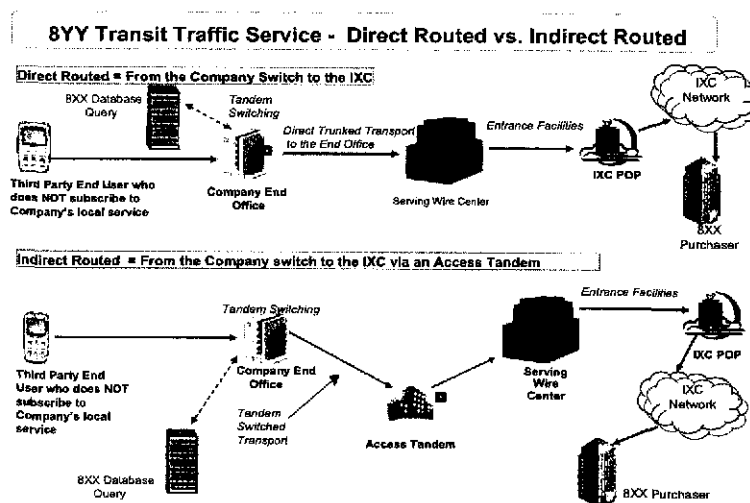 8YY Transit Traffic Service - Direct Routed vs. Indirect Routed
Direct Routed = From the Company Switch to the IXC
8XX Database
Query
Tandem
Switching
Direct Trunked Transport
to the End Office
Entrance Facilities
IXC
Network
Third Party End User who
does NOT subscribe to
Company's local service
Company End
Office
Serving Wire Center
IXC POP
8XX
Purchaser
Indirect Routed = From the Company switch to the IXC via an Access Tandem
Tandem Switching
Entrance Facilities
Third Party End
User who does NOT
subscribe to
Company's local
service
Company End
Office
Serving
Wire
Center
IXC POP
Tandem
Switched
Transport
Access Tandem
IXC
Network
8XX Database
Query
8XX Purchaser